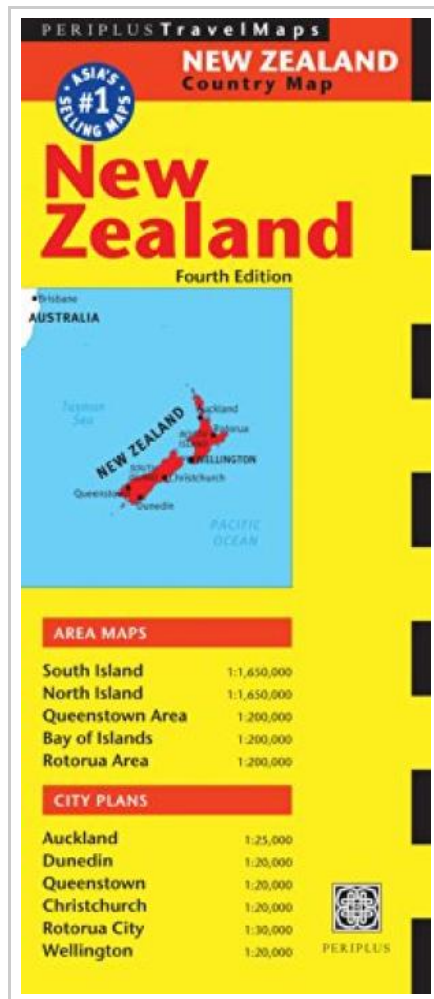 PERIPLUS TravelMaps
NEW ZEALAND
Country Map
ASIA'S
#1
SELLING MAPS
New
Zealand
Fourth Edition
Brisbane
AUSTRALIA
Tasman
Sea
NEW ZEALAND
Auckland
NORTH
ISLAND
Rotorua
WELLINGTON
SOUTH
ISLAND
Christchurch
Queenstown
Dunedin
PACIFIC
OCEAN
AREA MAPS
South Island 1:1,650,000
North Island 1:1,650,000
Queenstown Area 1:200,000
Bay of Islands 1:200,000
Rotorua Area 1:200,000
CITY PLANS
Auckland 1:25,000
Dunedin 1:20,000
Queenstown 1:20,000
Christchurch 1:20,000
Rotorua City 1:30,000
Wellington 1:20,000
PERIPLUS